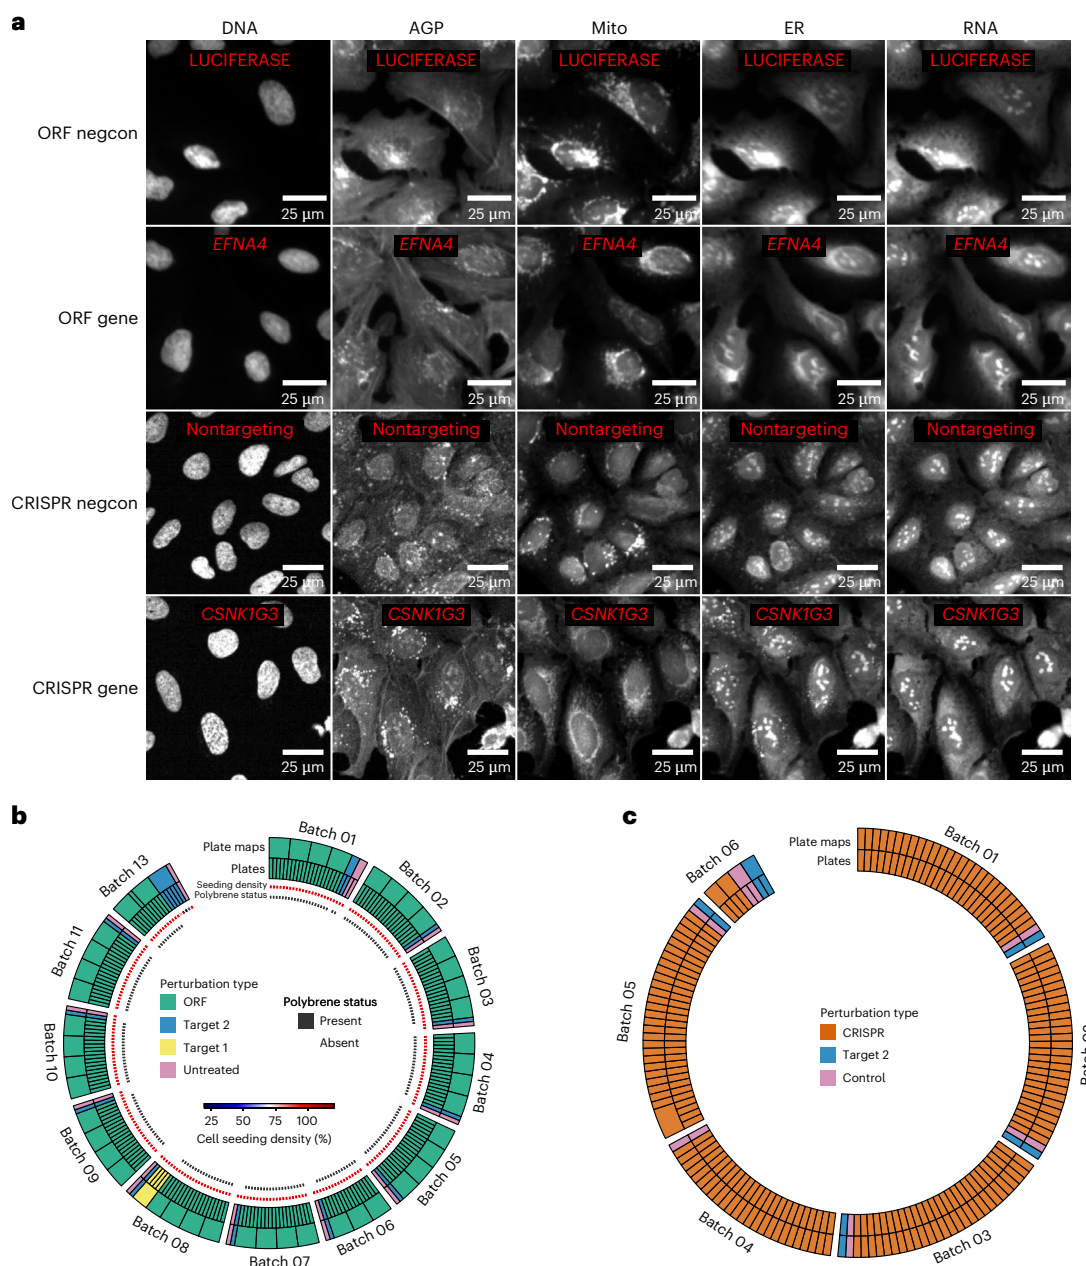 a
DNA
AGP
Mito
ER
RNA
ORF negcon
LUCIFERASE
LUCIFERASE
LUCIFERASE
LUCIFERASE
LUCIFERASE
25 µm
25 µm
25 µm
25 µm
25 µm
ORF gene
EFNA4
EFNA4
EFNA4
EFNA4
EFNA4
25 µm
25 µm
25 µm
25 µm
25 µm
CRISPR negcon
Nontargeting
Nontargeting
Nontargeting
Nontargeting
Nontargeting
25 µm
25 µm
25 µm
25 µm
25 µm
CRISPR gene
CSNK1G3
CSNK1G3
CSNK1G3
CSNK1G3
CSNK1G3
25 µm
25 µm
25 µm
25 µm
25 µm
b
Plate maps
Plates
Seeding density
Polybrene status
Batch 01
Batch 02
Batch 03
Batch 04
Batch 05
Batch 06
Batch 07
Batch 08
Batch 09
Batch 10
Batch 11
Batch 13
Perturbation type
ORF
Target 2
Target 1
Untreated
Polybrene status
Present
Absent
25 50 75 100
Cell seeding density (%)
c
Plate maps
Plates
Batch 01
Batch 03
Batch 04
Batch 05
Batch 06
Perturbation type
CRISPR
Target 2
Control